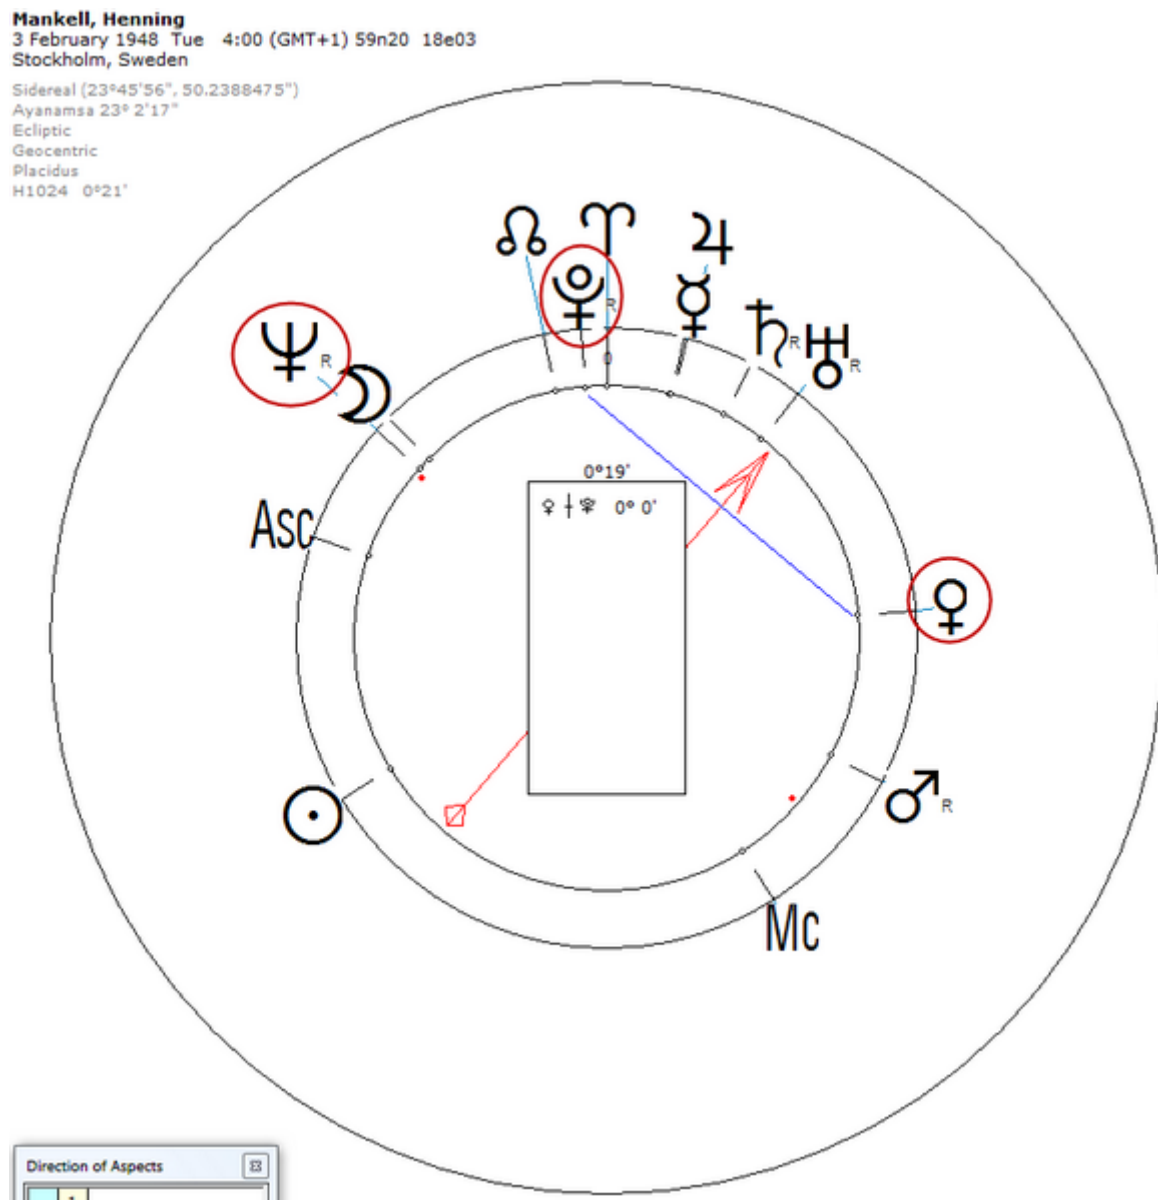 Mankell, Henning
3 February 1948 Tue 4:00 (GMT+1) 59n20 18e03
Stockholm, Sweden
Sidereal (23°45'56", 50.2388475")
Ayanamsa 23° 2'17"
Ecliptic
Geocentric
Placidus
H1024 0°21'
☊ ♈ ♃
♇ R ☿ ♄ R ♅ R
0
♆ R ☽
0°19'
♀ ♇ 0° 0'
Asc
♀
☉ ♂ R
Mc
Direction of Aspects